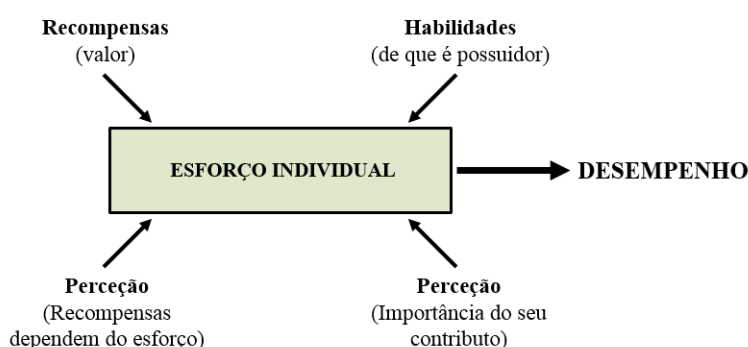 Recompensas
(valor)
Habilidades
(de que é possuidor)
ESFORÇO INDIVIDUAL
DESEMPENHO
Perceção
(Recompensas
dependem do esforço)
Perceção
(Importância do seu
contributo)